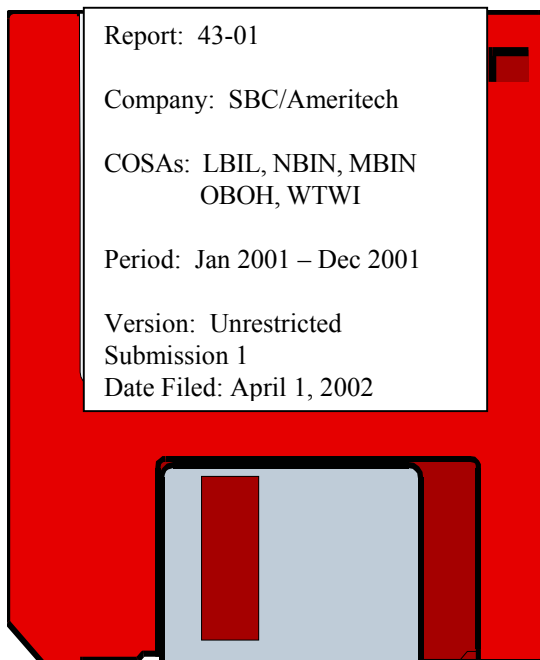 Report: 43-01
Company: SBC/Ameritech
COSAs: LBIL, NBIN, MBIN
OBOH, WTWI
Period: Jan 2001 – Dec 2001
Version: Unrestricted
Submission 1
Date Filed: April 1, 2002